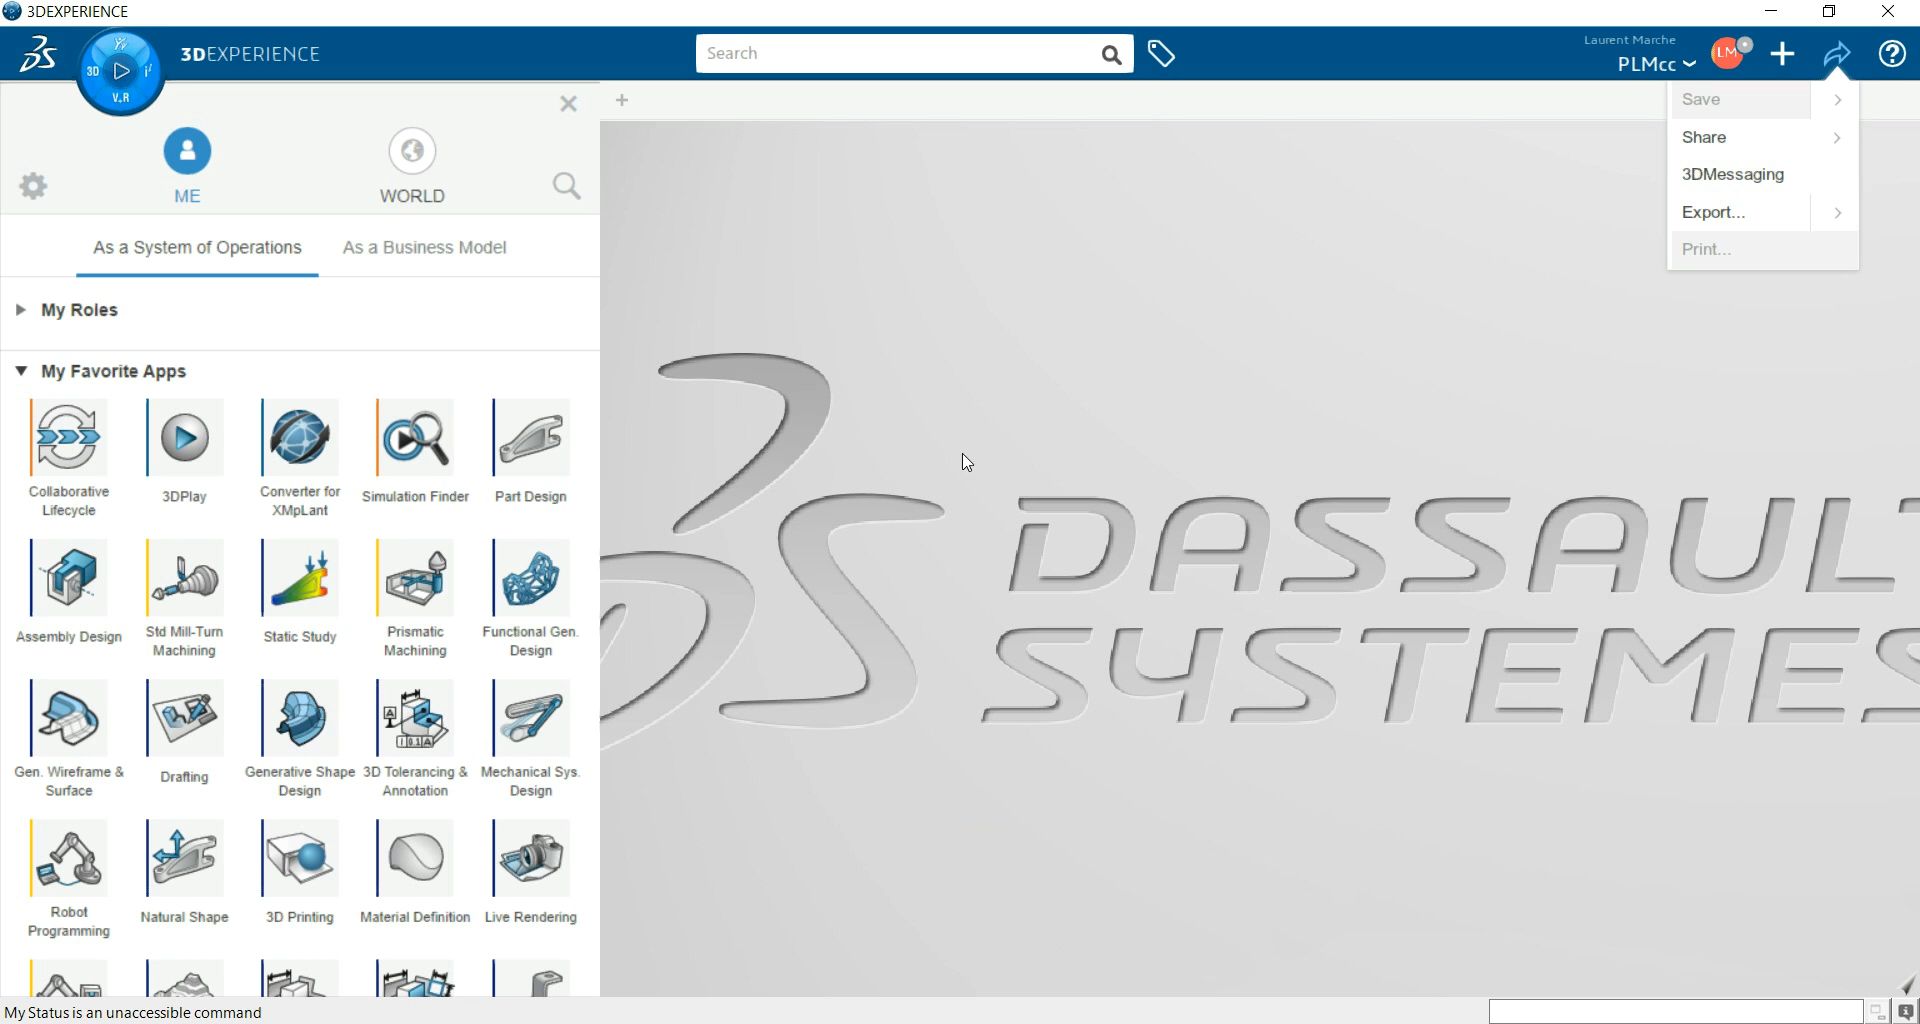 3DEXPERIENCE
3DEXPERIENCE
3D
V.R
Search
Laurent Marche
PLMcc
LM
Save
Share
3DMessaging
Export...
Print...
ME
WORLD
As a System of Operations
As a Business Model
My Roles
My Favorite Apps
Collaborative
Lifecycle
3DPlay
Converter for
XMpLant
Simulation Finder
Part Design
Assembly Design
Std Mill-Turn
Machining
Static Study
Prismatic
Machining
Functional Gen.
Design
Gen. Wireframe &
Surface
Drafting
Generative Shape
Design
3D Tolerancing &
Annotation
Mechanical Sys.
Design
Robot
Programming
Natural Shape
3D Printing
Material Definition
Live Rendering
DASSAUL
SYSTEMES
My Status is an unaccessible command